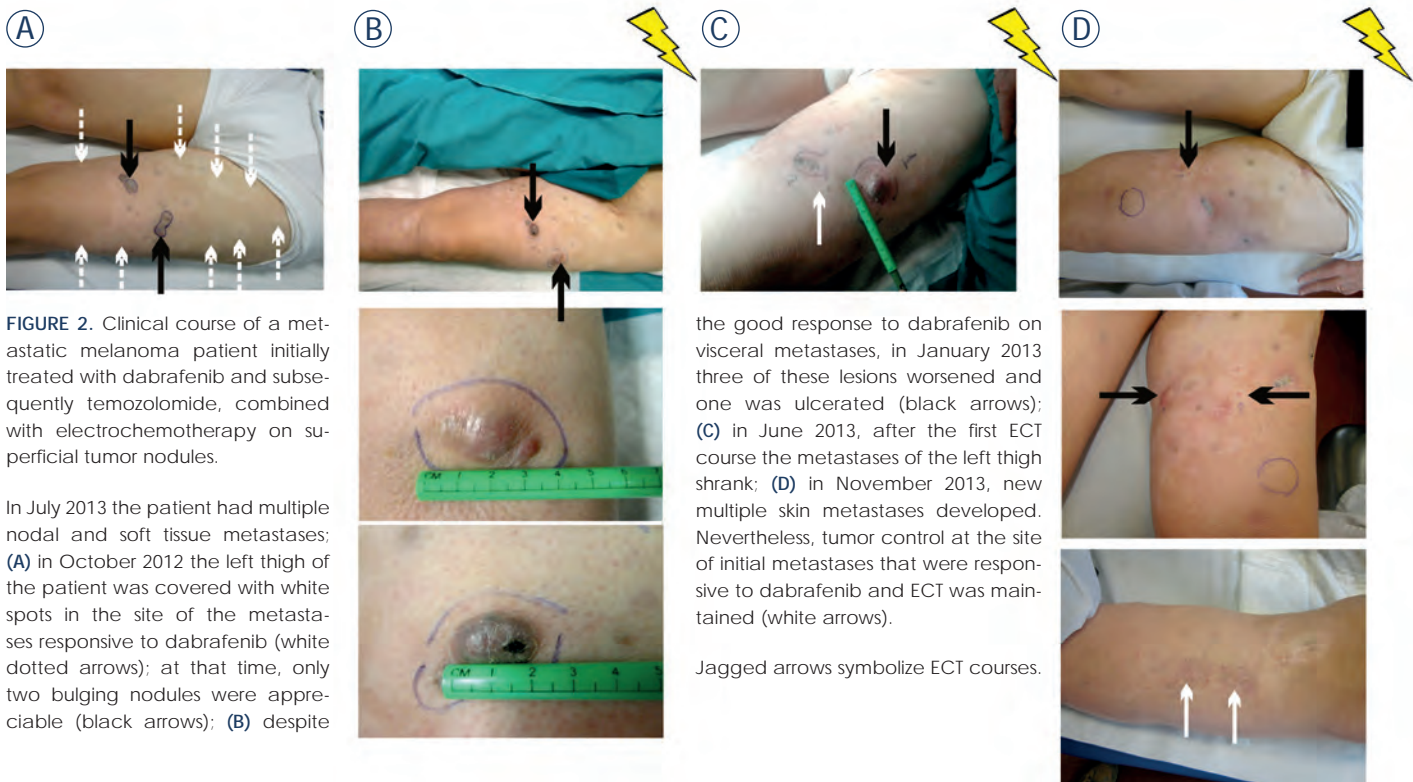 A
B
C
D
FIGURE 2. Clinical course of a met-
astatic melanoma patient initially
treated with dabrafenib and subse-
quently temozolomide, combined
with electrochemotherapy on su-
perficial tumor nodules.
In July 2013 the patient had multiple
nodal and soft tissue metastases;
(A) in October 2012 the left thigh of
the patient was covered with white
spots in the site of the metasta-
ses responsive to dabrafenib (white
dotted arrows); at that time, only
two bulging nodules were appre-
ciable (black arrows); (B) despite
the good response to dabrafenib on
visceral metastases, in January 2013
three of these lesions worsened and
one was ulcerated (black arrows);
(C) in June 2013, after the first ECT
course the metastases of the left thigh
shrank; (D) in November 2013, new
multiple skin metastases developed.
Nevertheless, tumor control at the site
of initial metastases that were respon-
sive to dabrafenib and ECT was main-
tained (white arrows).
Jagged arrows symbolize ECT courses.
CM 1 2 3 4 5 6 7
CM 1 2 3 4 5